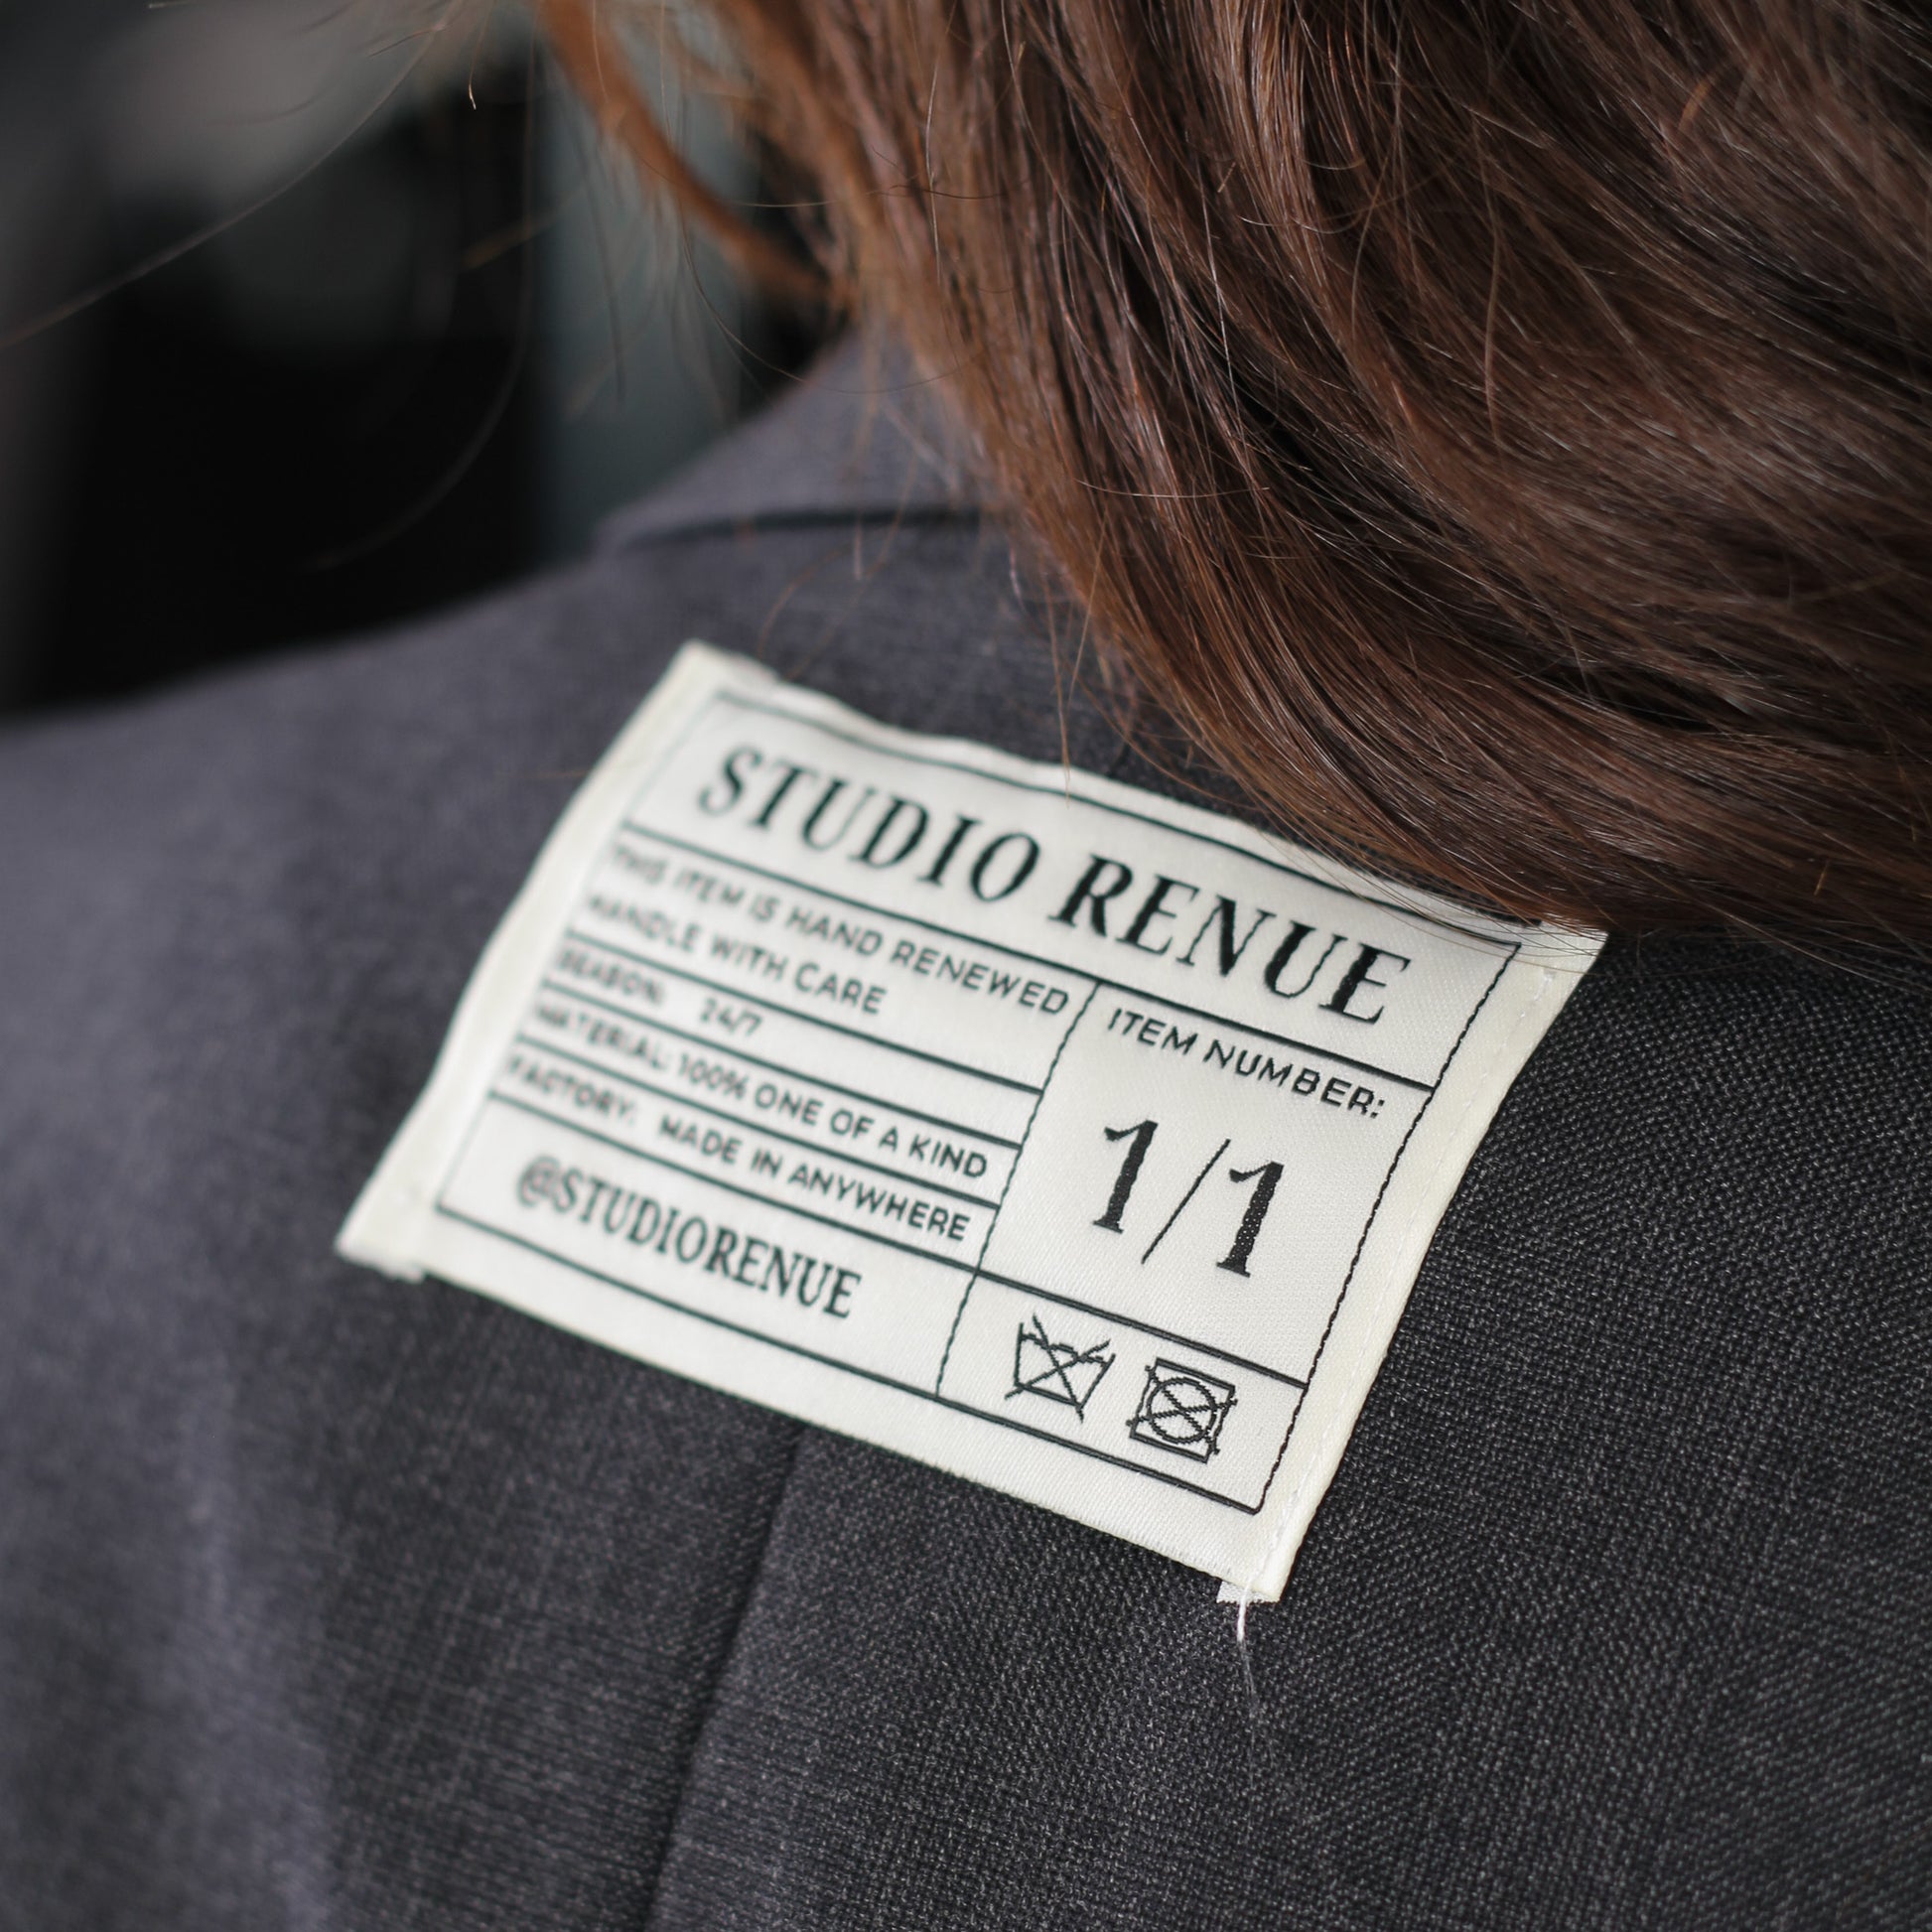 STUDIO RENUE
THIS ITEM IS HAND RENEWED
HANDLE WITH CARE
SEASON: 24/7
MATERIAL: 100% ONE OF A KIND
FACTORY: MADE IN ANYWHERE
@STUDIORENUE
ITEM NUMBER:
1/1